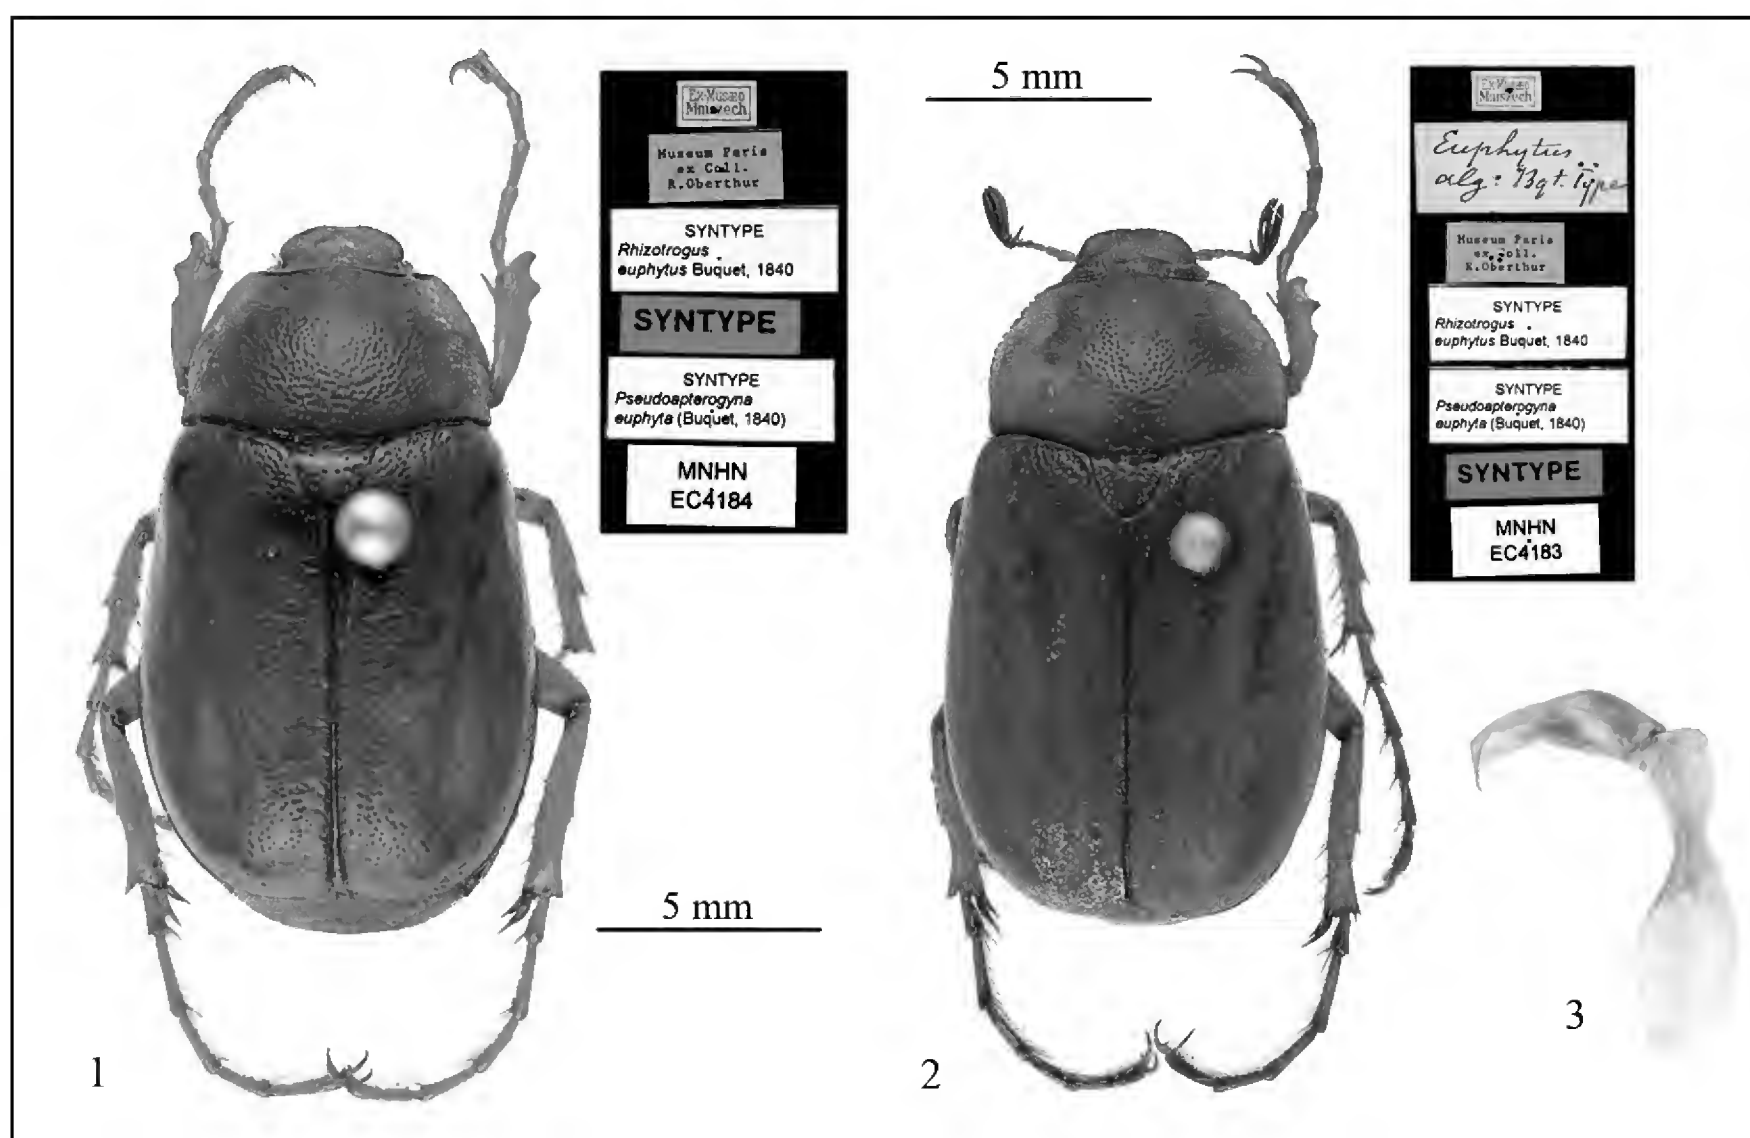 Ex-Musæo
Mniszech
Museum Paris
ex Coll.
R.Oberthur
SYNTYPE
Rhizotrogus
euphytus Buquet, 1840
SYNTYPE
SYNTYPE
Pseudoapterogyna
euphyta (Buquet, 1840)
MNHN
EC4184
5 mm
1
5 mm
Ex-Musæo
Mniszech
Euphytus
alg: Bqt. Type
Museum Paris
ex Coll.
R.Oberthur
SYNTYPE
Rhizotrogus
euphytus Buquet, 1840
SYNTYPE
Pseudoapterogyna
euphyta (Buquet, 1840)
SYNTYPE
MNHN
EC4183
2
3